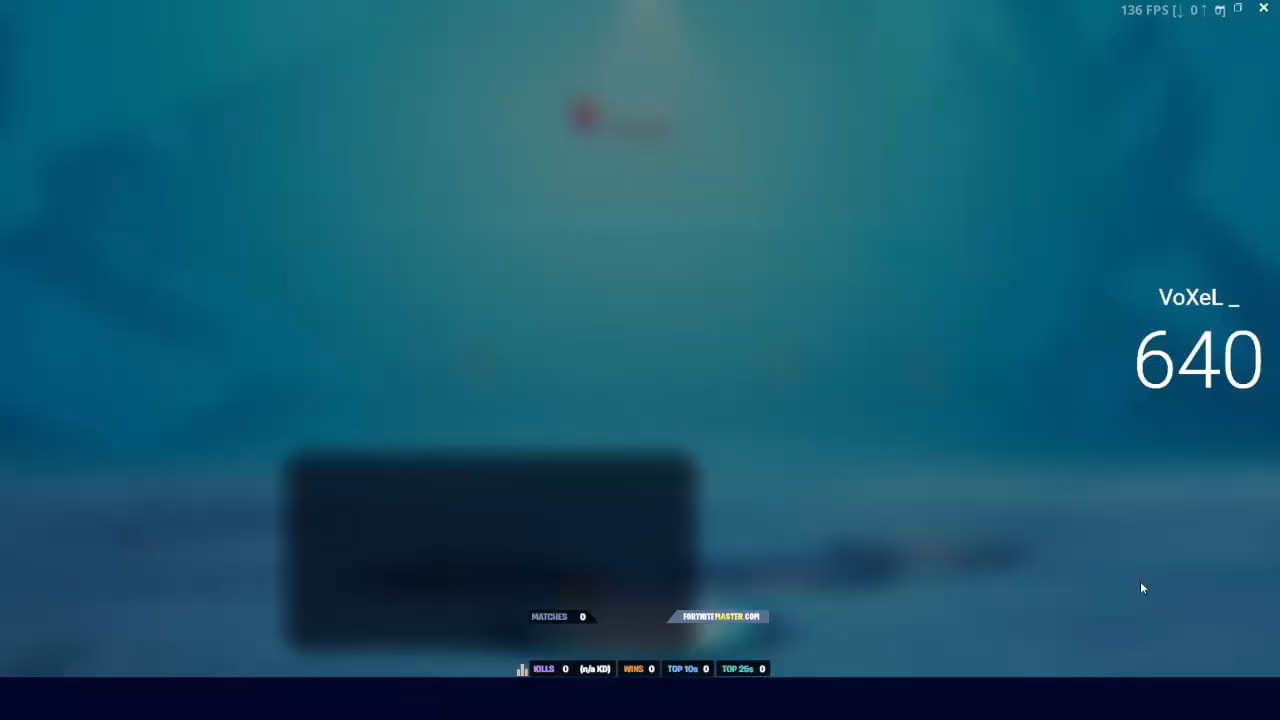 136 FPS [↓ 0 ↑ 0]
VoXeL _
640
MATCHES 0
FORTNITEMASTER.COM
KILLS 0 (n/a KD) WINS 0 TOP 10s 0 TOP 25s 0